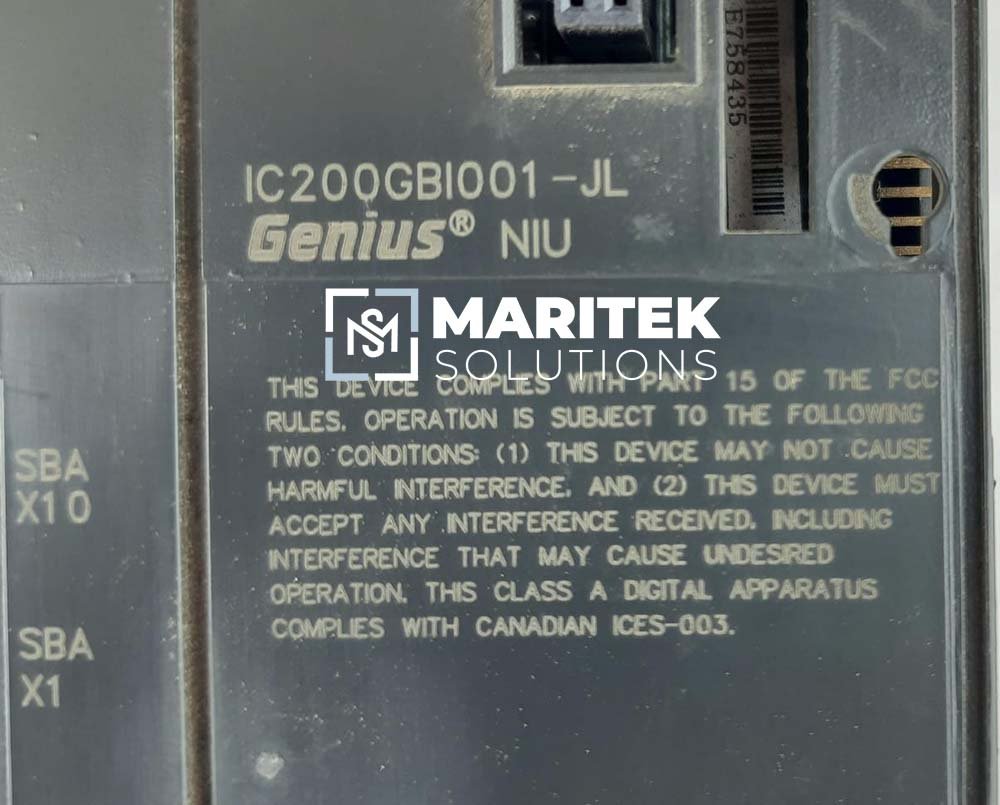 E758435
IC200GBI001-JL
Genius® NIU
MARITEK
SOLUTIONS
THIS DEVICE COMPLIES WITH PART 15 OF THE FCC
RULES. OPERATION IS SUBJECT TO THE FOLLOWING
TWO CONDITIONS: (1) THIS DEVICE MAY NOT CAUSE
HARMFUL INTERFERENCE, AND (2) THIS DEVICE MUST
ACCEPT ANY INTERFERENCE RECEIVED, INCLUDING
INTERFERENCE THAT MAY CAUSE UNDESIRED
OPERATION. THIS CLASS A DIGITAL APPARATUS
COMPLIES WITH CANADIAN ICES-003.
SBA
X10
SBA
X1